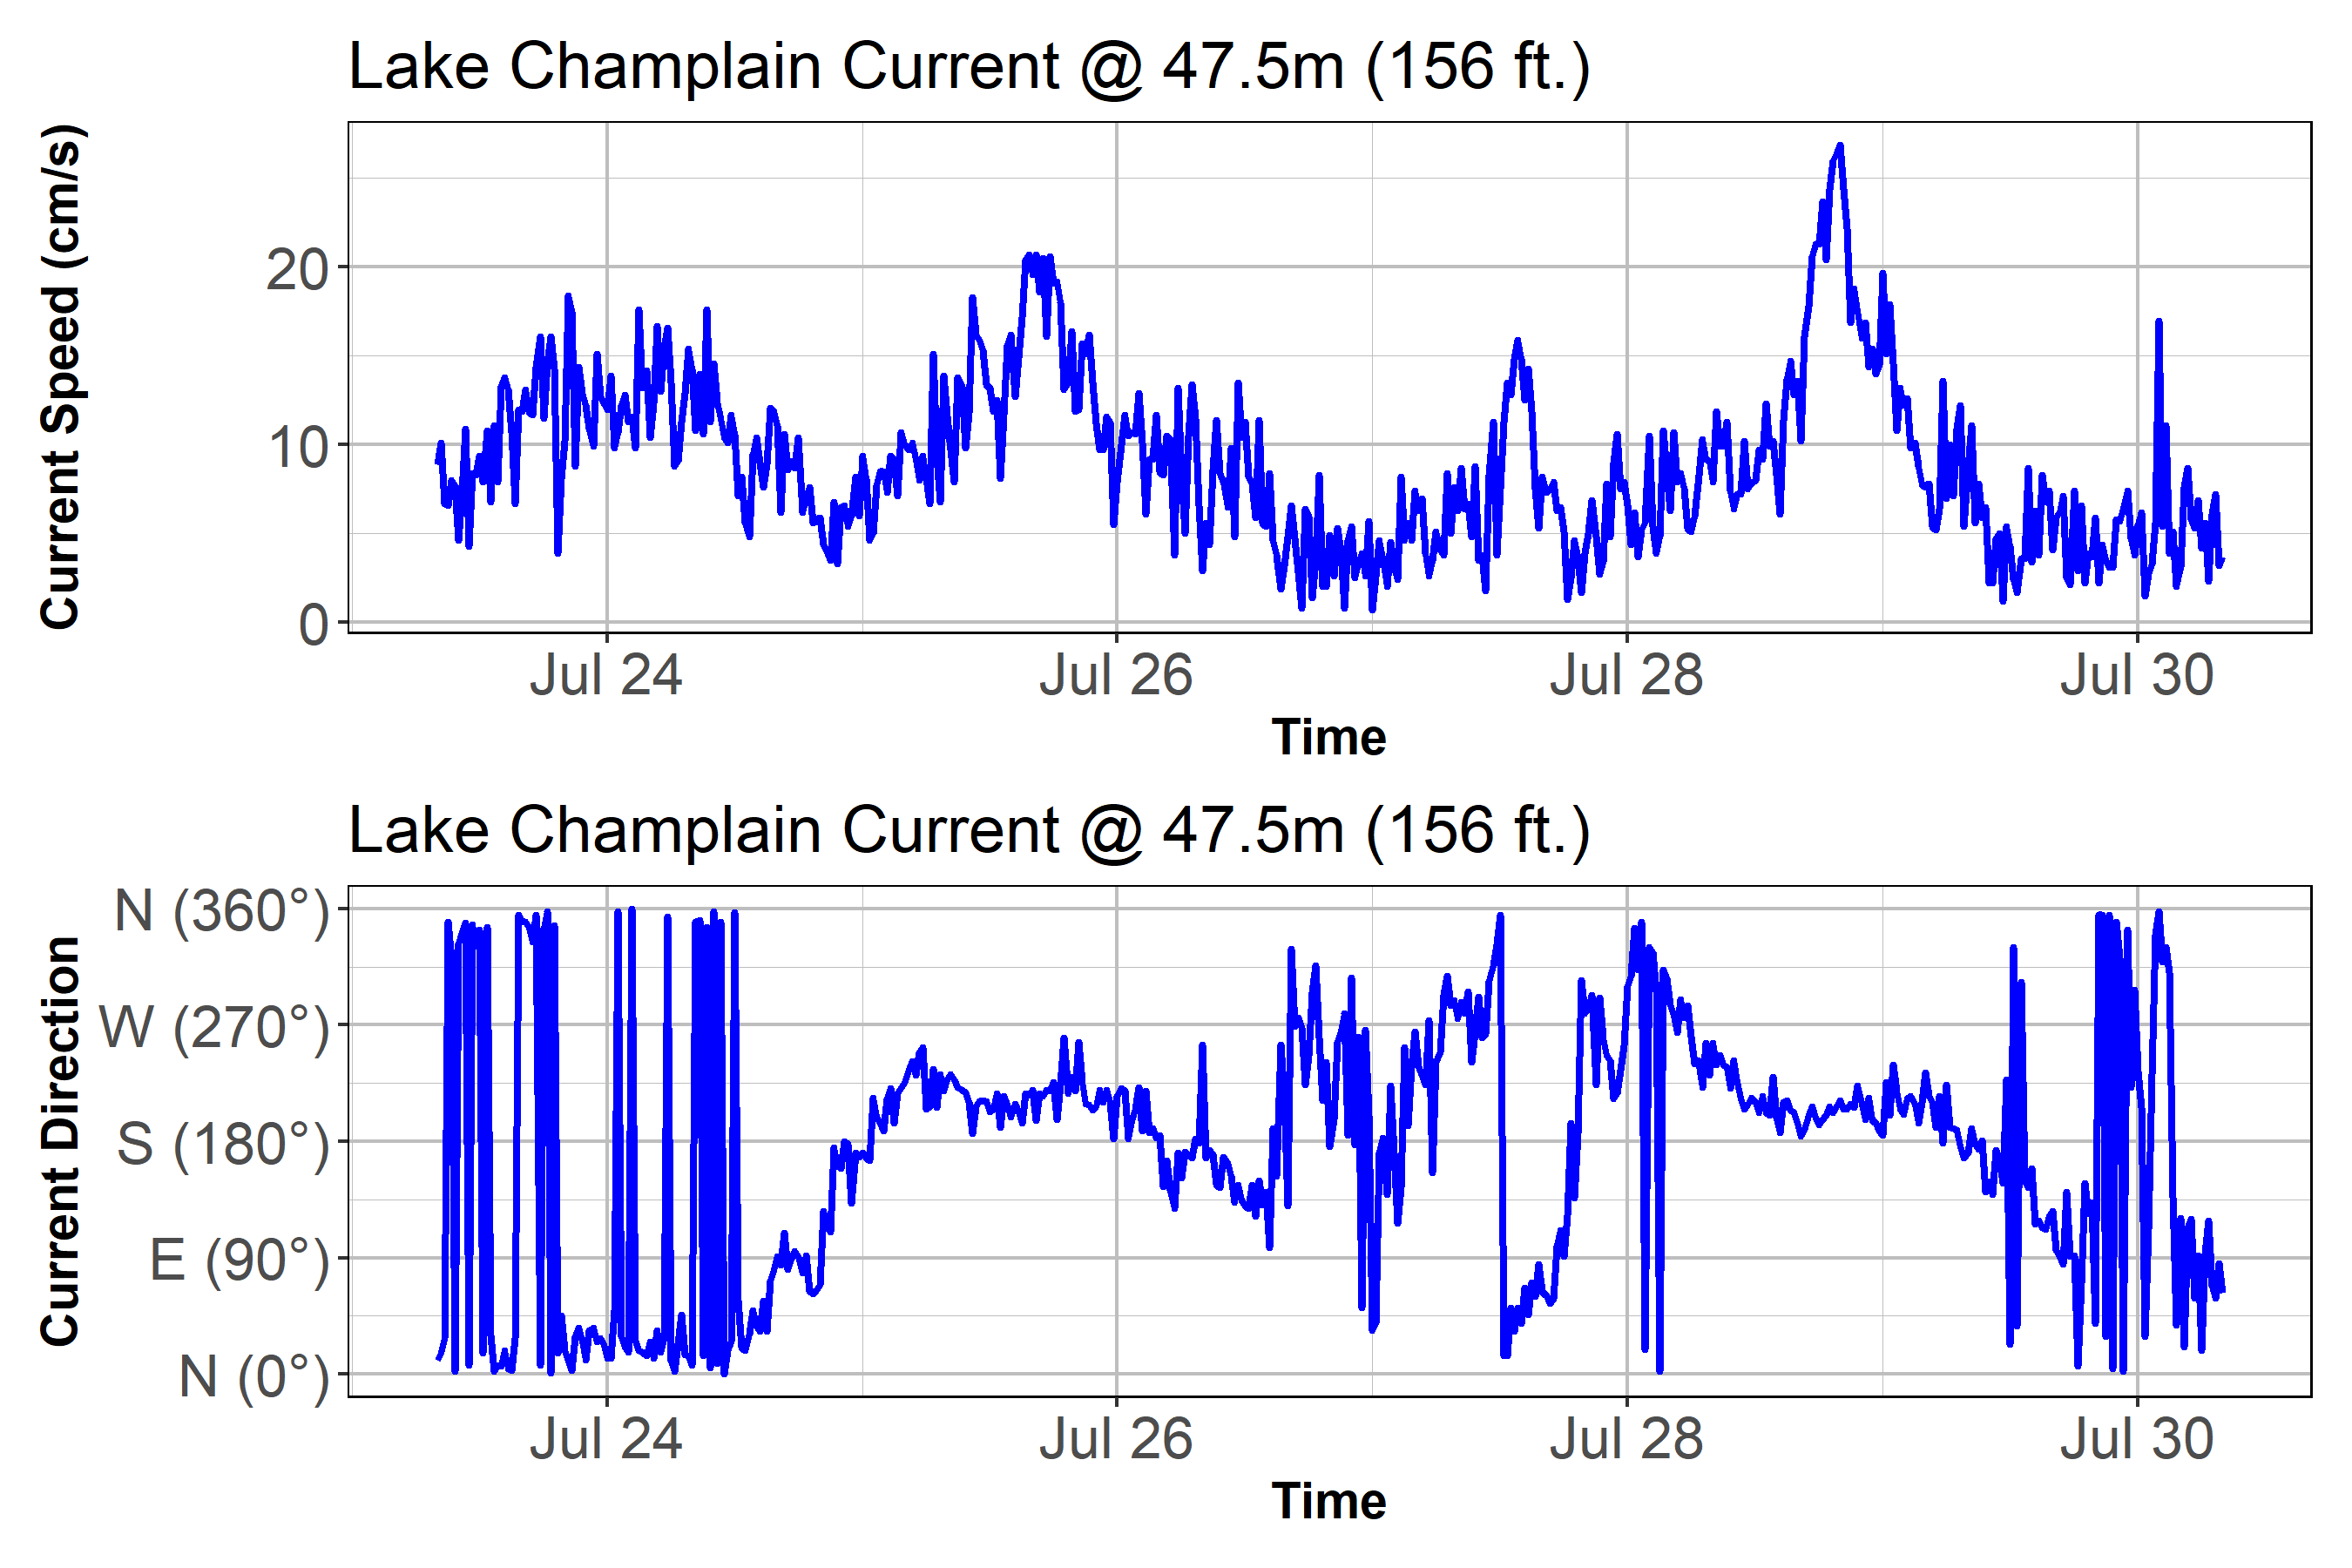 Lake Champlain Current @ 47.5m (156 ft.)
Current Speed (cm/s)
20
10
0
Jul 24 Jul 26 Jul 28 Jul 30
Time
Lake Champlain Current @ 47.5m (156 ft.)
Current Direction
N (360°)
W (270°)
S (180°)
E (90°)
N (0°)
Jul 24 Jul 26 Jul 28 Jul 30
Time